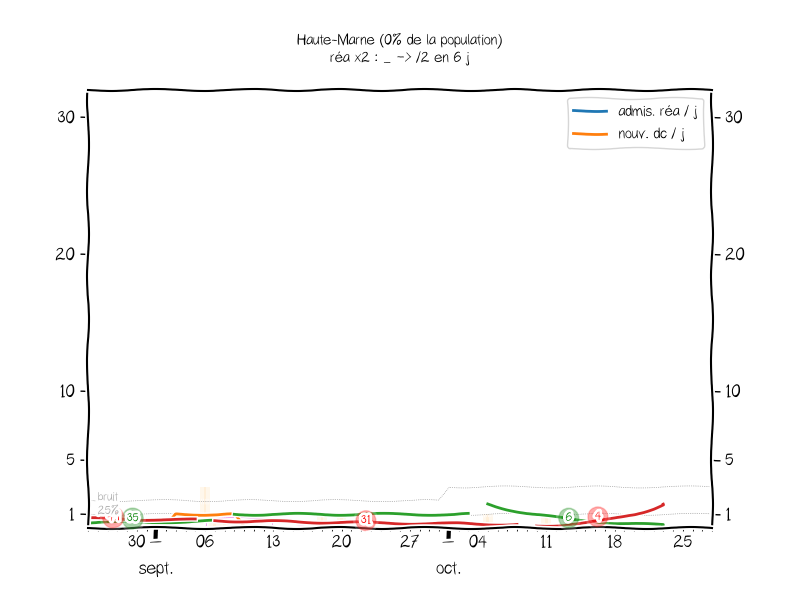 Haute-Marne (0% de la population)
réa x2 : _ -> /2 en 6 j
admis. réa / j
nouv. dc / j
30 30
20 20
10 10
5 5
bruit
25%
1 35 31 6 4 1
30 06 13 20 27 04 11 18 25
sept. oct.